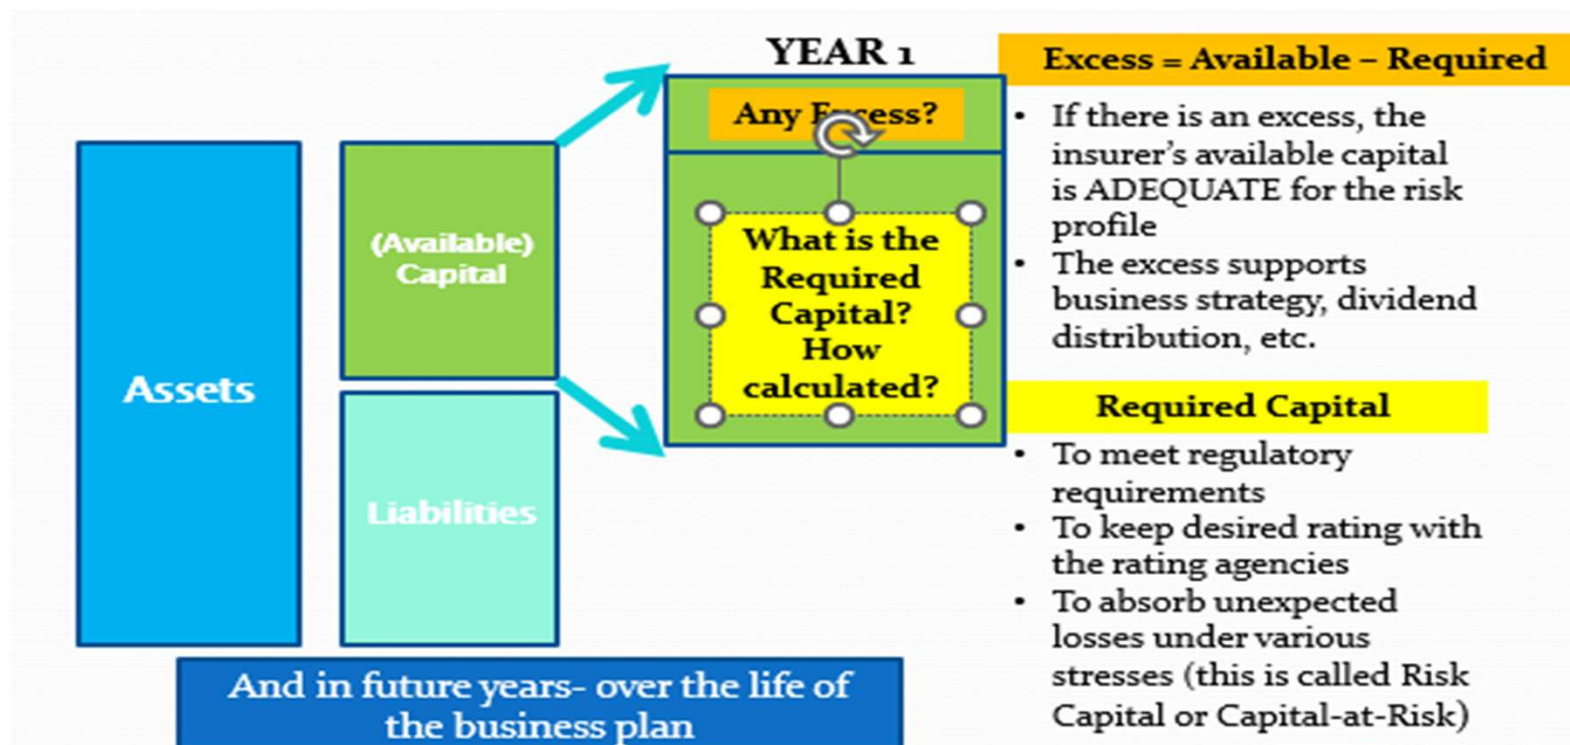 YEAR 1
Any Excess?
Assets
(Available)
Capital
Liabilities
What is the
Required
Capital?
How
calculated?
And in future years- over the life of
the business plan
Excess = Available – Required
• If there is an excess, the
insurer's available capital
is ADEQUATE for the risk
profile
• The excess supports
business strategy, dividend
distribution, etc.
Required Capital
• To meet regulatory
requirements
• To keep desired rating with
the rating agencies
• To absorb unexpected
losses under various
stresses (this is called Risk
Capital or Capital-at-Risk)